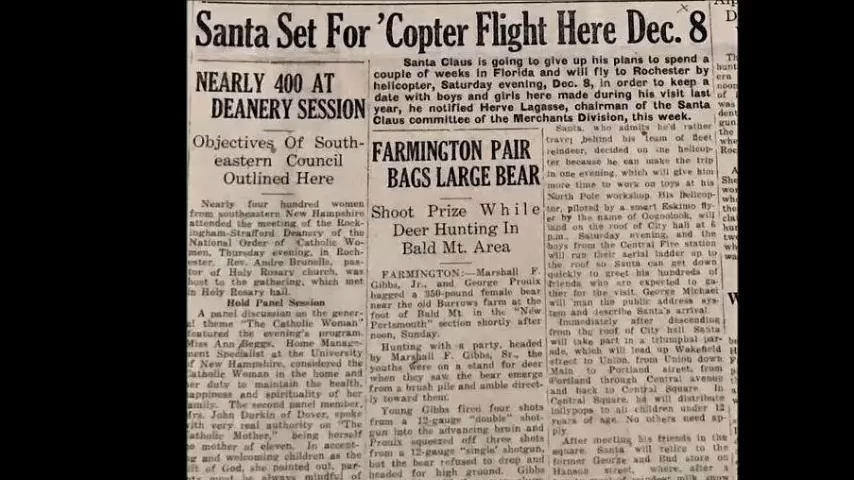 Santa Set For 'Copter Flight Here Dec. 8
NEARLY 400 AT
DEANERY SESSION
Objectives Of South-
eastern Council
Outlined Here
Nearly four hundred women
from southeastern New Hampshire
attended the meeting of the Rock-
ingham-Strafford Deanery of the
National Order of Catholic Wo-
men, Thursday evening, in Roch-
ester. Rev. Andre Brunelle, pas-
tor of Holy Rosary church, was
host to the gathering, which met
in Holy Rosary hall.
Hold Panel Session
A panel discussion on the gener-
al theme "The Catholic Woman"
featured the evening's program.
Miss Ann Beggs, Home Manage-
ment Specialist at the University
of New Hampshire, considered the
Catholic Woman in the home and
her duty to maintain the health,
happiness and spirituality of her
family. The second panel member,
Mrs. John Durkin of Dover, spoke
with very real authority on "The
Catholic Mother," being herself
mother of eleven. In accept-
ing and welcoming children as the
gift of God, she pointed out, par-
must be always mindful of
Santa Claus is going to give up his plans to spend a
couple of weeks in Florida and will fly to Rochester by
helicopter, Saturday evening, Dec. 8, in order to keep a
date with boys and girls here made during his visit last
year, he notified Herve Lagasse, chairman of the Santa
Claus committee of the Merchants Division, this week.
FARMINGTON PAIR
BAGS LARGE BEAR
Shoot Prize While
Deer Hunting In
Bald Mt. Area
FARMINGTON:—Marshall F.
Gibbs, Jr., and George Proulx
bagged a 350-pound female bear
near the old Burrows farm at the
foot of Bald Mt. in the "New
Portsmouth" section shortly after
noon, Sunday.
Hunting with a party, headed
by Marshall F. Gibbs, Sr., the
youths were on a stand for deer
when they saw the bear emerge
from a brush pile and amble direct-
ly toward them.
Young Gibbs fired four shots
from a 12-gauge "double" shot-
gun into the advancing bruin and
Proulx squeezed off three shots
from a 12-gauge "single" shotgun,
but the bear refused to drop and
headed for high ground. Gibbs
Santa, who admits he'd rather
travel behind his team of fleet
reindeer, decided on the helicop-
ter because he can make the trip
in one evening, which will give him
more time to work on toys at his
North Pole workshop. His helicop-
ter, piloted by a smart Eskimo fly-
er by the name of Oogoolook, will
land on the roof of City hall at 6
p.m., Saturday evening, and the
boys from the Central Fire station
will run their aerial ladder up to
the roof so Santa can get down
quickly to greet his hundreds of
friends who are expected to ga-
ther for the visit. George Michael
will man the public address sys-
tem and describe Santa's arrival.
Immediately after descending
from the roof of City hall, Santa
will take part in a triumphal pa-
rade, which will lead up Wakefield
street to Union, from Union down
Main to Portland street, from
Portland through Central avenue
and back to Central Square. In
Central Square, he will distribute
lollypops to all children under 12
years of age. No others need ap-
ply.
After meeting his friends in the
square, Santa will retire to the
former George and Bud store on
Hanson street, where, after